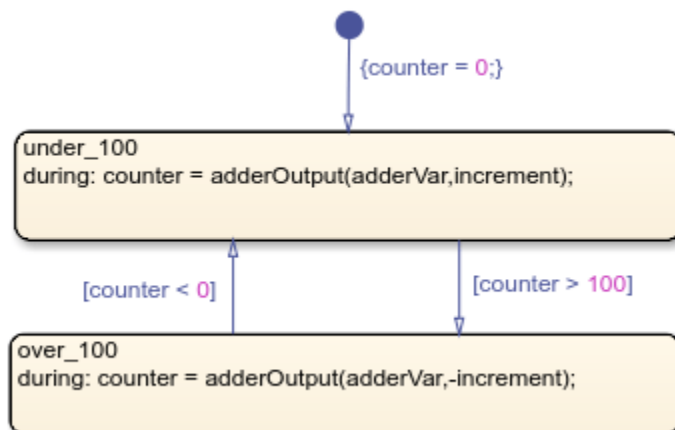 {counter = 0;}
under_100
during: counter = adderOutput(adderVar,increment);
[counter < 0]
[counter > 100]
over_100
during: counter = adderOutput(adderVar,-increment);